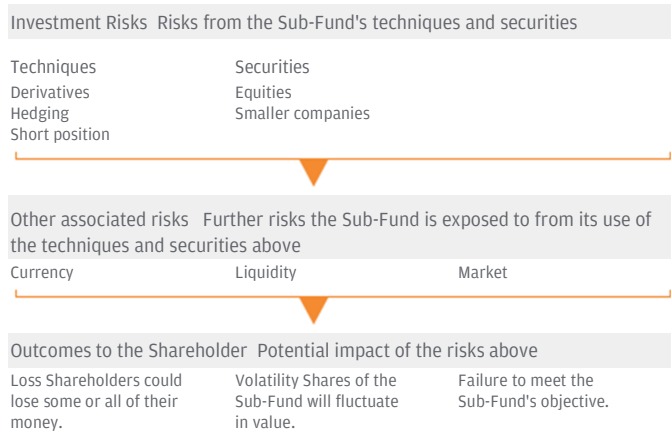 Investment Risks Risks from the Sub-Fund's techniques and securities
Techniques Securities
Derivatives Equities
Hedging Smaller companies
Short position
Other associated risks Further risks the Sub-Fund is exposed to from its use of
the techniques and securities above
Currency Liquidity Market
Outcomes to the Shareholder Potential impact of the risks above
Loss Shareholders could
lose some or all of their
money.
Volatility Shares of the
Sub-Fund will fluctuate
in value.
Failure to meet the
Sub-Fund's objective.